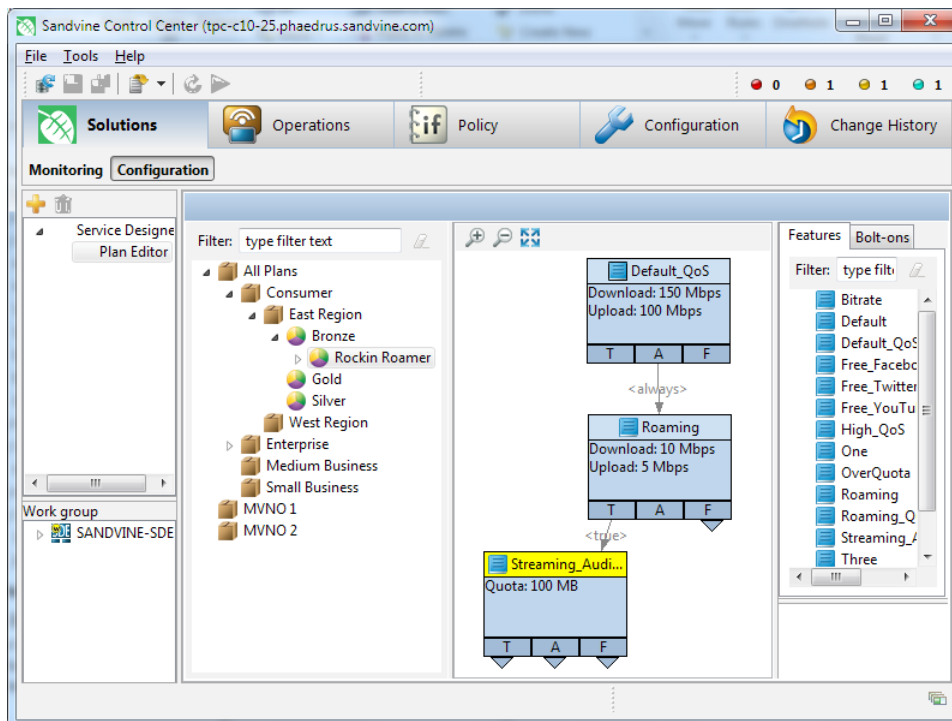 Sandvine Control Center (tpc-c10-25.phaedrus.sandvine.com)
File Tools Help
0 1 1 1
Solutions Operations if Policy Configuration Change History
Monitoring Configuration
Service Designe
Plan Editor
Work group
SANDVINE-SDE
Filter: type filter text
All Plans
Consumer
East Region
Bronze
Rockin Roamer
Gold
Silver
West Region
Enterprise
Medium Business
Small Business
MVNO 1
MVNO 2
Default_QoS
Download: 150 Mbps
Upload: 100 Mbps
T A F
<always>
Roaming
Download: 10 Mbps
Upload: 5 Mbps
T A F
<true>
Streaming_Audi...
Quota: 100 MB
T A F
Features Bolt-ons
Filter: type filt
Bitrate
Default
Default_QoS
Free_Facebc
Free_Twitter
Free_YouTu
High_QoS
One
OverQuota
Roaming
Roaming_Q
Streaming_A
Three